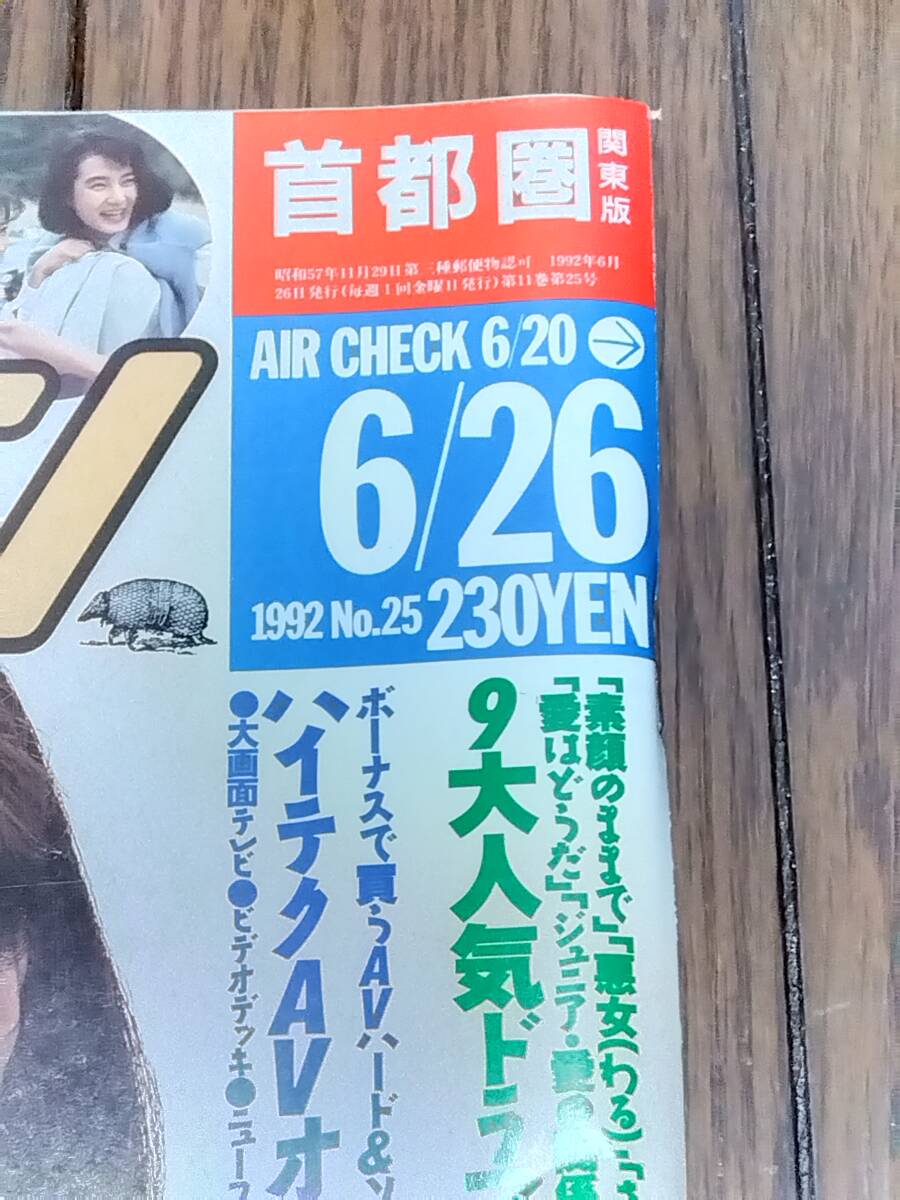 首都圏
関東版
昭和57年11月29日第三種郵便物認可 1992年6月
26日発行(毎週1回金曜日発行)第11巻第25号
AIR CHECK 6/20 →
6/26
1992 No.25 230YEN
ン
「素顔のままで」「悪女(わる)」「
「愛はどうだ」「ジュニア・愛の
9大人気ド
ボーナスで買うAVハード&ソ
ハイテクAVオ
●大画面テレビ●ビデオデッキ●ニュース